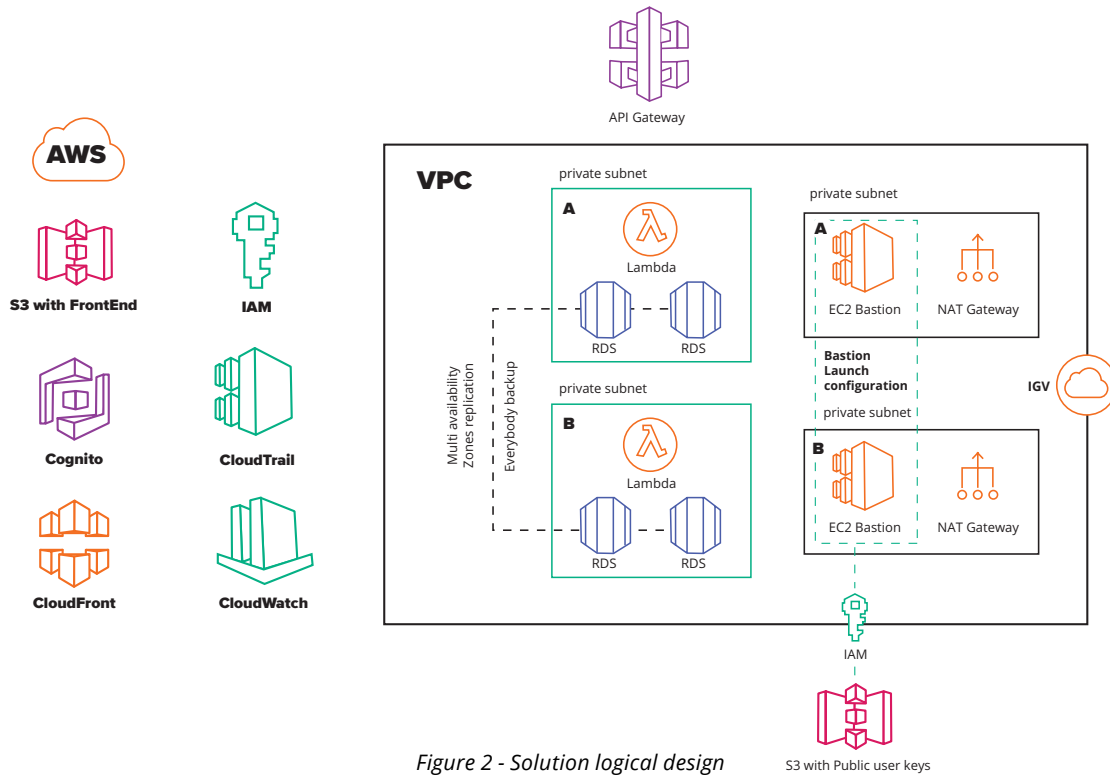 API Gateway
AWS
S3 with FrontEnd
IAM
Cognito
CloudTrail
CloudFront
CloudWatch
VPC
private subnet
A
Lambda
RDS
RDS
private subnet
B
Lambda
RDS
RDS
Multi availability
Zones replication
Everybody backup
private subnet
A
EC2 Bastion
NAT Gateway
Bastion
Launch
configuration
private subnet
B
EC2 Bastion
NAT Gateway
IGV
IAM
S3 with Public user keys
Figure 2 - Solution logical design